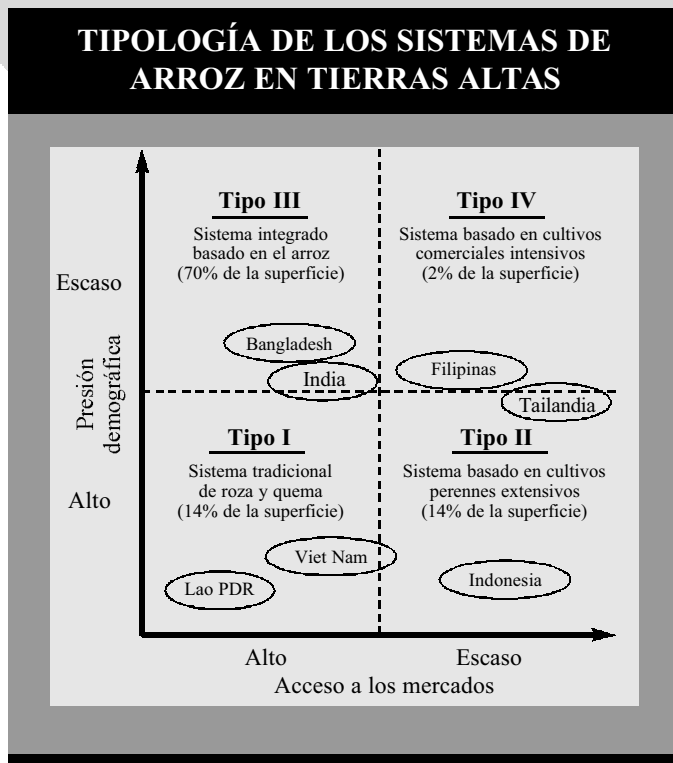 TIPOLOGÍA DE LOS SISTEMAS DE
ARROZ EN TIERRAS ALTAS
Tipo III
Sistema integrado
basado en el arroz
(70% de la superficie)
Tipo IV
Sistema basado en cultivos
comerciales intensivos
(2% de la superficie)
Escaso
Bangladesh
India
Filipinas
Tailandia
Presión
demográfica
Tipo I
Sistema tradicional
de roza y quema
(14% de la superficie)
Tipo II
Sistema basado en cultivos
perennes extensivos
(14% de la superficie)
Alto
Viet Nam
Lao PDR
Indonesia
Alto
Escaso
Acceso a los mercados